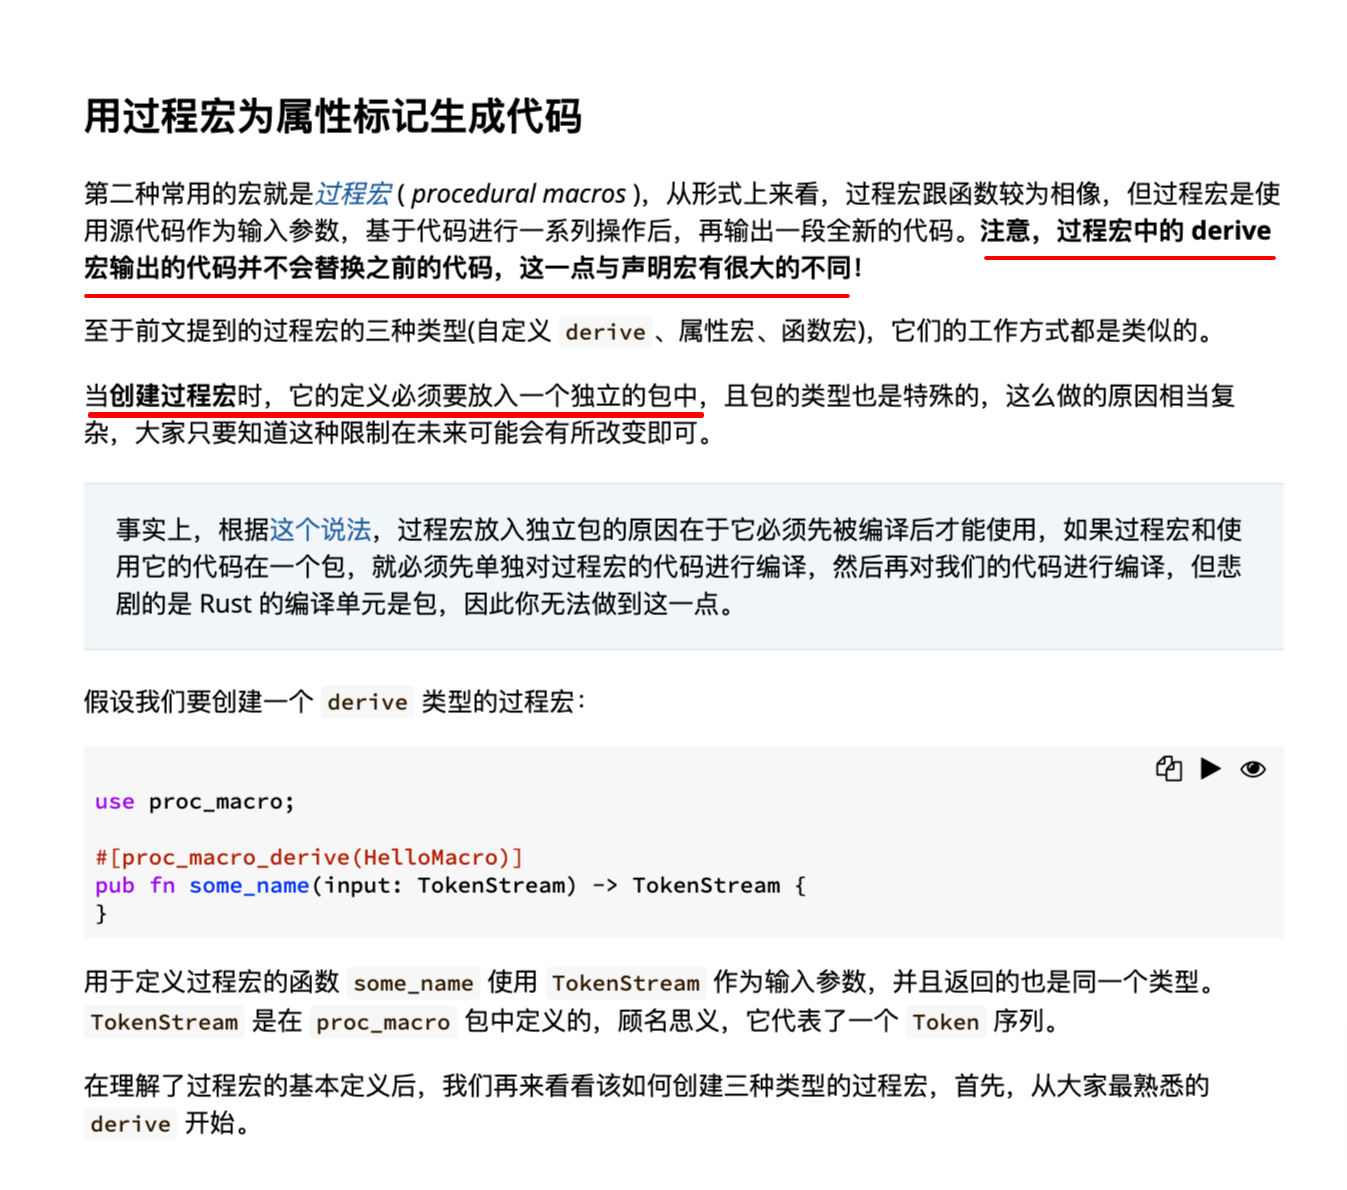 用过程宏为属性标记生成代码
第二种常用的宏就是过程宏 ( procedural macros )，从形式上来看，过程宏跟函数较为相像，但过程宏是使
用源代码作为输入参数，基于代码进行一系列操作后，再输出一段全新的代码。注意，过程宏中的 derive
宏输出的代码并不会替换之前的代码，这一点与声明宏有很大的不同！
至于前文提到的过程宏的三种类型(自定义 derive、属性宏、函数宏)，它们的工作方式都是类似的。
当创建过程宏时，它的定义必须要放入一个独立的包中，且包的类型也是特殊的，这么做的原因相当复
杂，大家只要知道这种限制在未来可能会有所改变即可。
事实上，根据这个说法，过程宏放入独立包的原因在于它必须先被编译后才能使用，如果过程宏和使
用它的代码在一个包，就必须先单独对过程宏的代码进行编译，然后再对我们的代码进行编译，但悲
剧的是 Rust 的编译单元是包，因此你无法做到这一点。
假设我们要创建一个 derive 类型的过程宏：
use proc_macro;
#[proc_macro_derive(HelloMacro)]
pub fn some_name(input: TokenStream) -> TokenStream {
}
用于定义过程宏的函数 some_name 使用 TokenStream 作为输入参数，并且返回的也是同一个类型。
TokenStream 是在 proc_macro 包中定义的，顾名思义，它代表了一个 Token 序列。
在理解了过程宏的基本定义后，我们再来看看该如何创建三种类型的过程宏，首先，从大家最熟悉的
derive 开始。